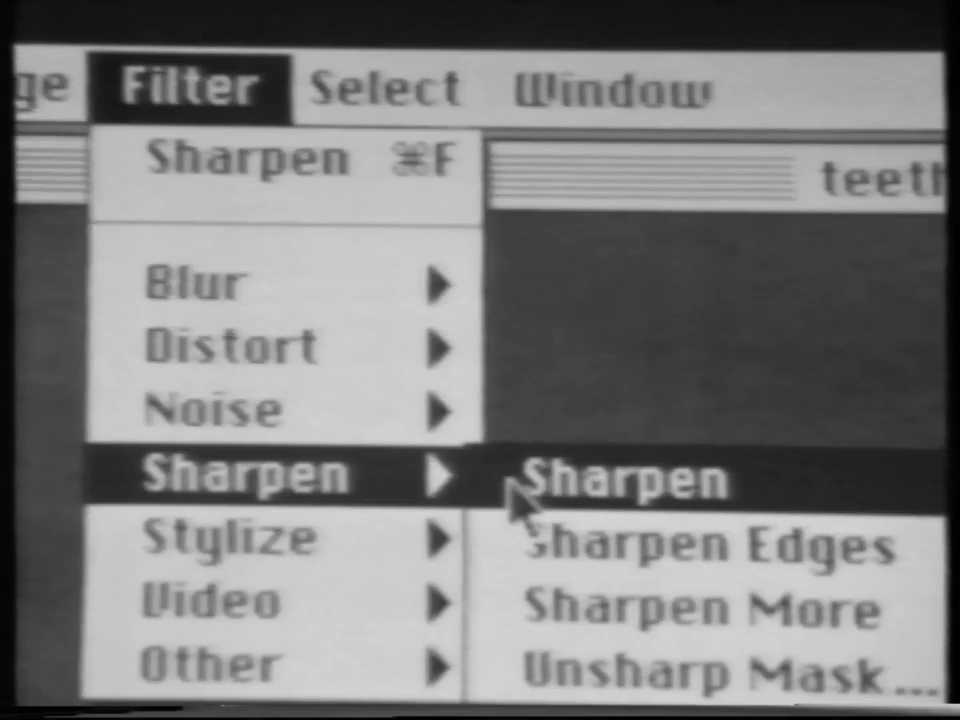 ge Filter Select Window
Sharpen ⌘F
teeth
Blur
Distort
Noise
Sharpen Sharpen
Stylize Sharpen Edges
Video Sharpen More
Other Unsharp Mask...